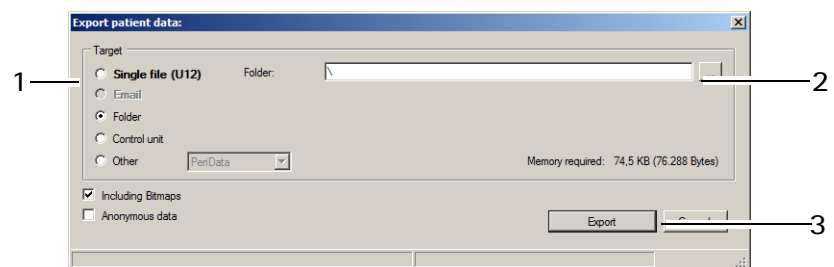 Export patient data:
Target
1 Single file (U12) Folder: \ ... 2
Email
Folder
Control unit
Other PeriData Memory required: 74,5 KB (76.288 Bytes)
Including Bitmaps
Anonymous data
Export 3